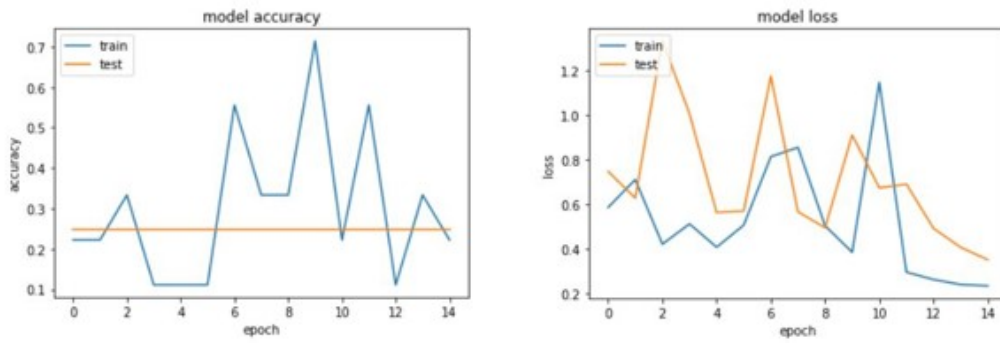 model accuracy
train
test
accuracy
0.7
0.6
0.5
0.4
0.3
0.2
0.1
0 2 4 6 8 10 12 14
epoch
model loss
train
test
loss
1.2
1.0
0.8
0.6
0.4
0.2
0 2 4 6 8 10 12 14
epoch